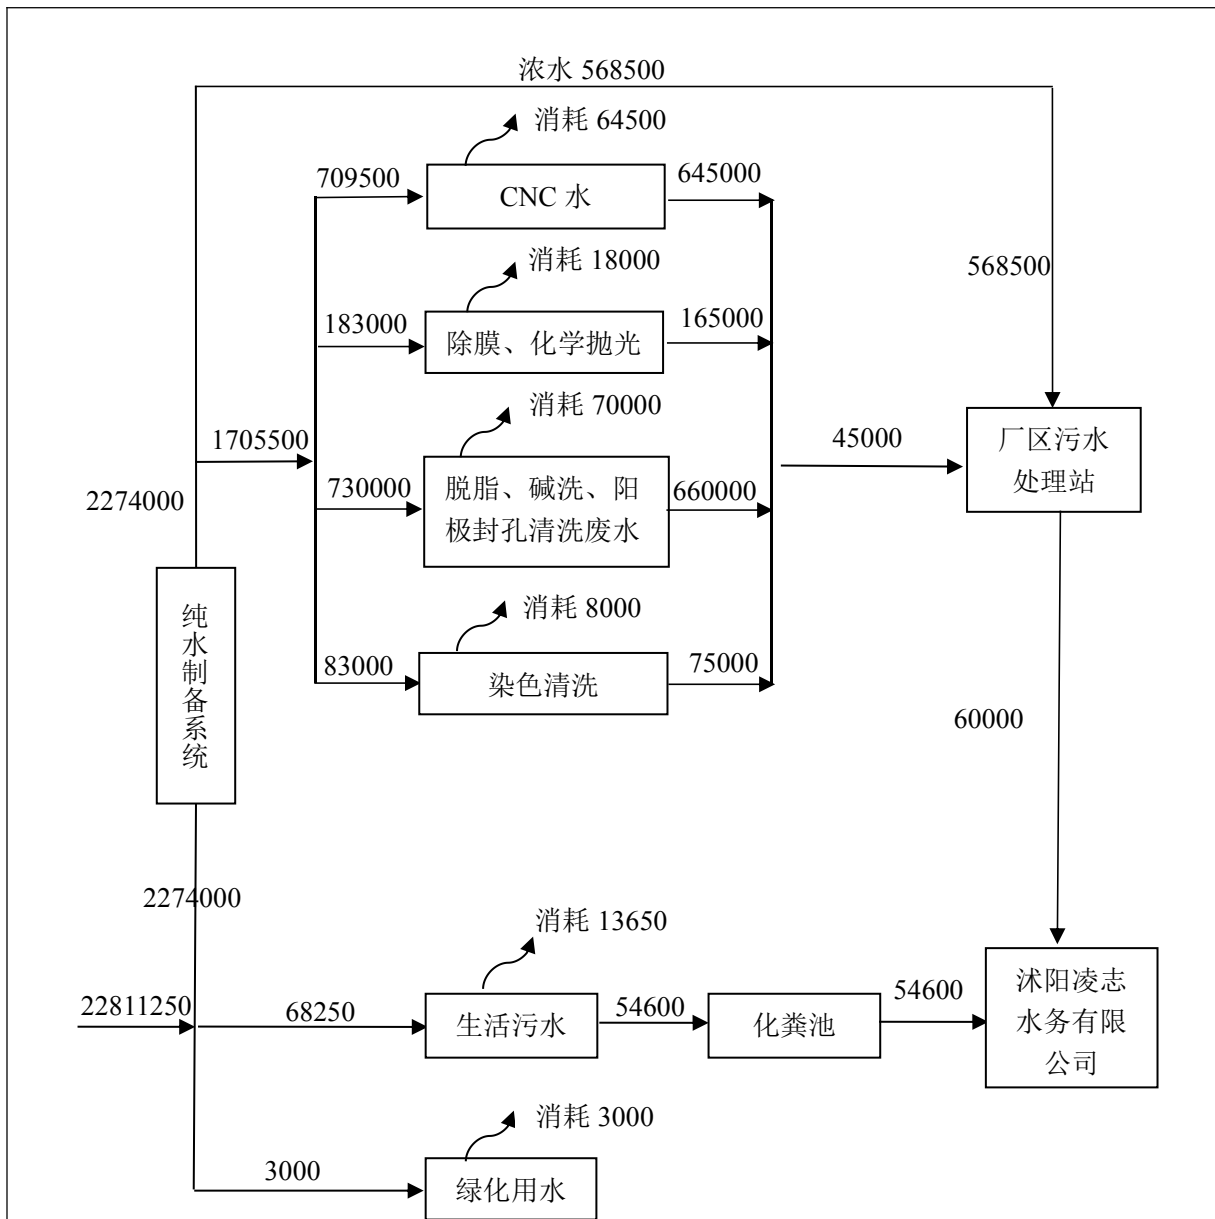 浓水 568500
消耗 64500
709500
CNC 水
645000
消耗 18000
568500
183000
除膜、化学抛光
165000
消耗 70000
1705500
730000
脱脂、碱洗、阳
极封孔清洗废水
660000
45000
厂区污水
处理站
2274000
消耗 8000
纯水制备系统
83000
染色清洗
75000
60000
2274000
消耗 13650
22811250
68250
生活污水
54600
化粪池
54600
沭阳凌志
水务有限
公司
消耗 3000
3000
绿化用水